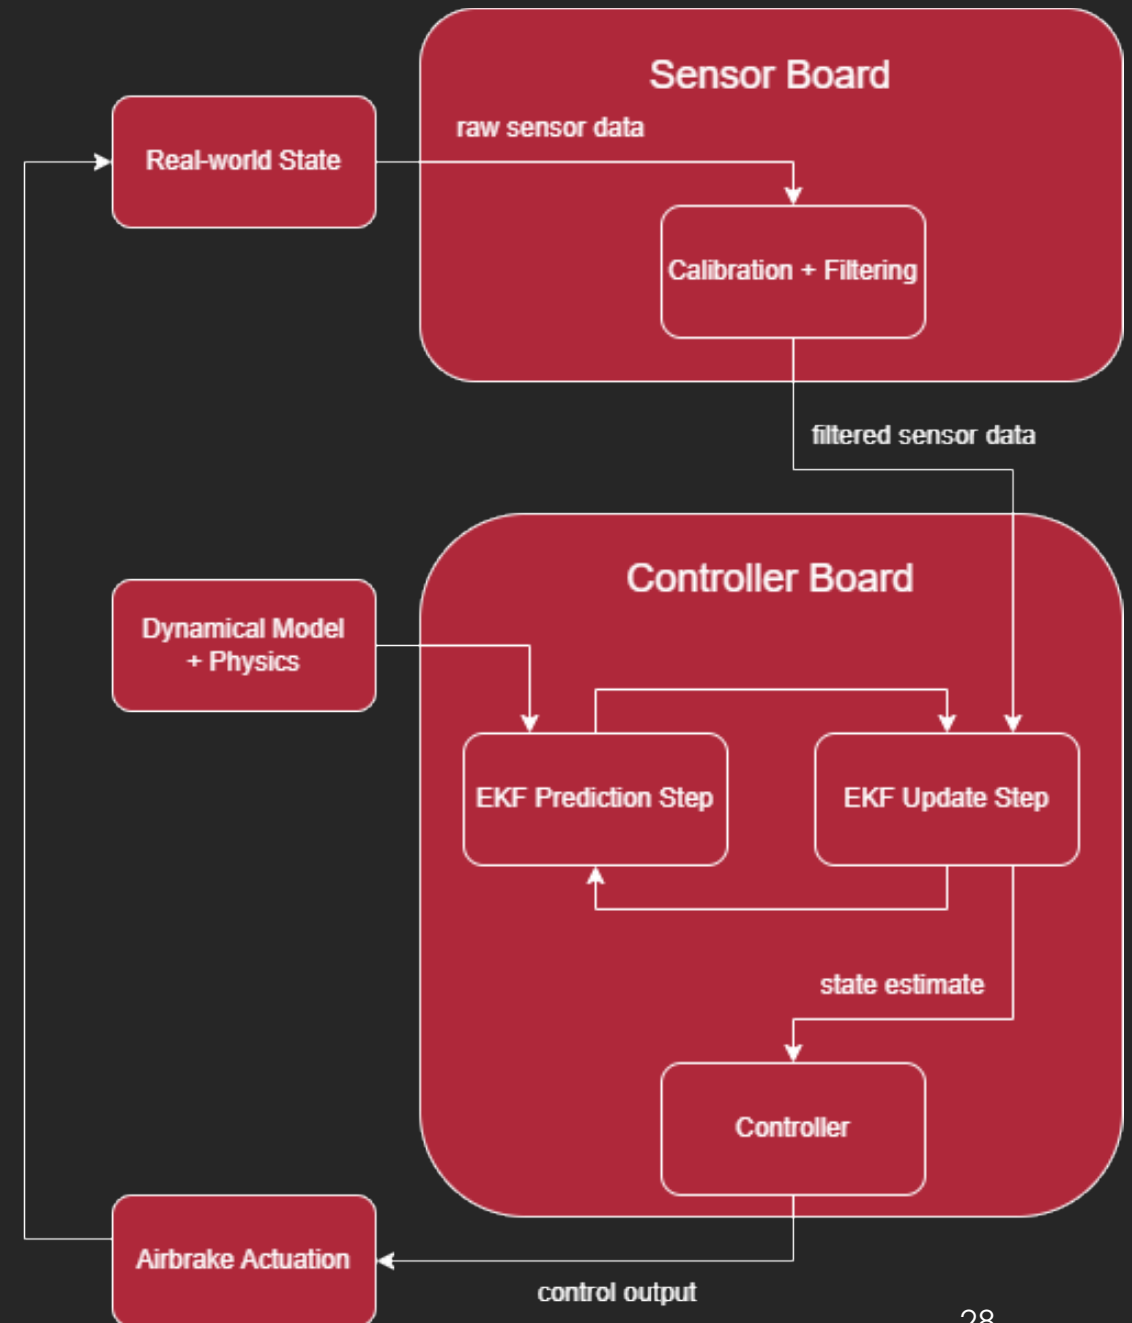 Sensor Board
raw sensor data
Real-world State
Calibration + Filtering
filtered sensor data
Controller Board
Dynamical Model
+ Physics
EKF Prediction Step
EKF Update Step
state estimate
Controller
Airbrake Actuation
control output
28